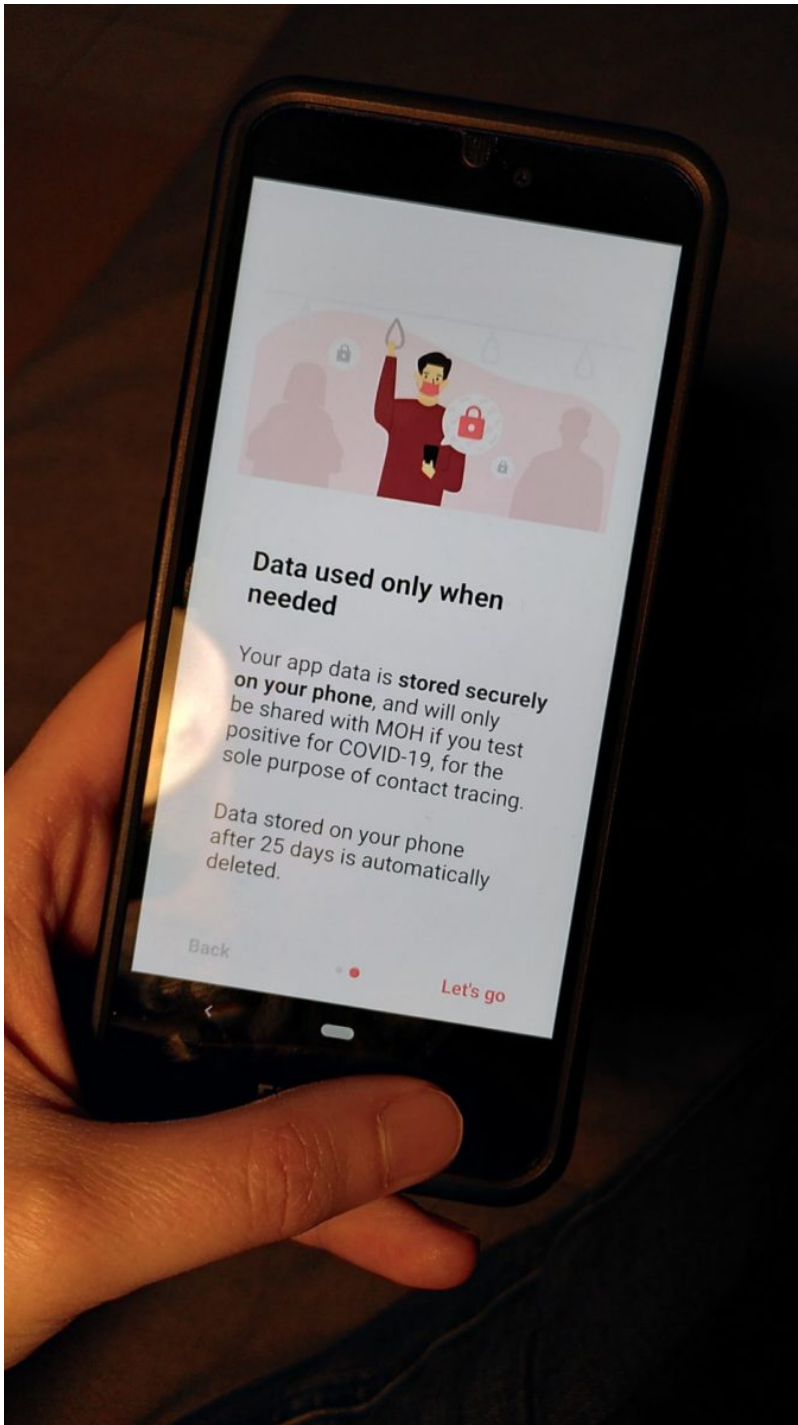 Data used only when
needed
Your app data is stored securely
on your phone, and will only
be shared with MOH if you test
positive for COVID-19, for the
sole purpose of contact tracing.
Data stored on your phone
after 25 days is automatically
deleted.
Back
Let's go